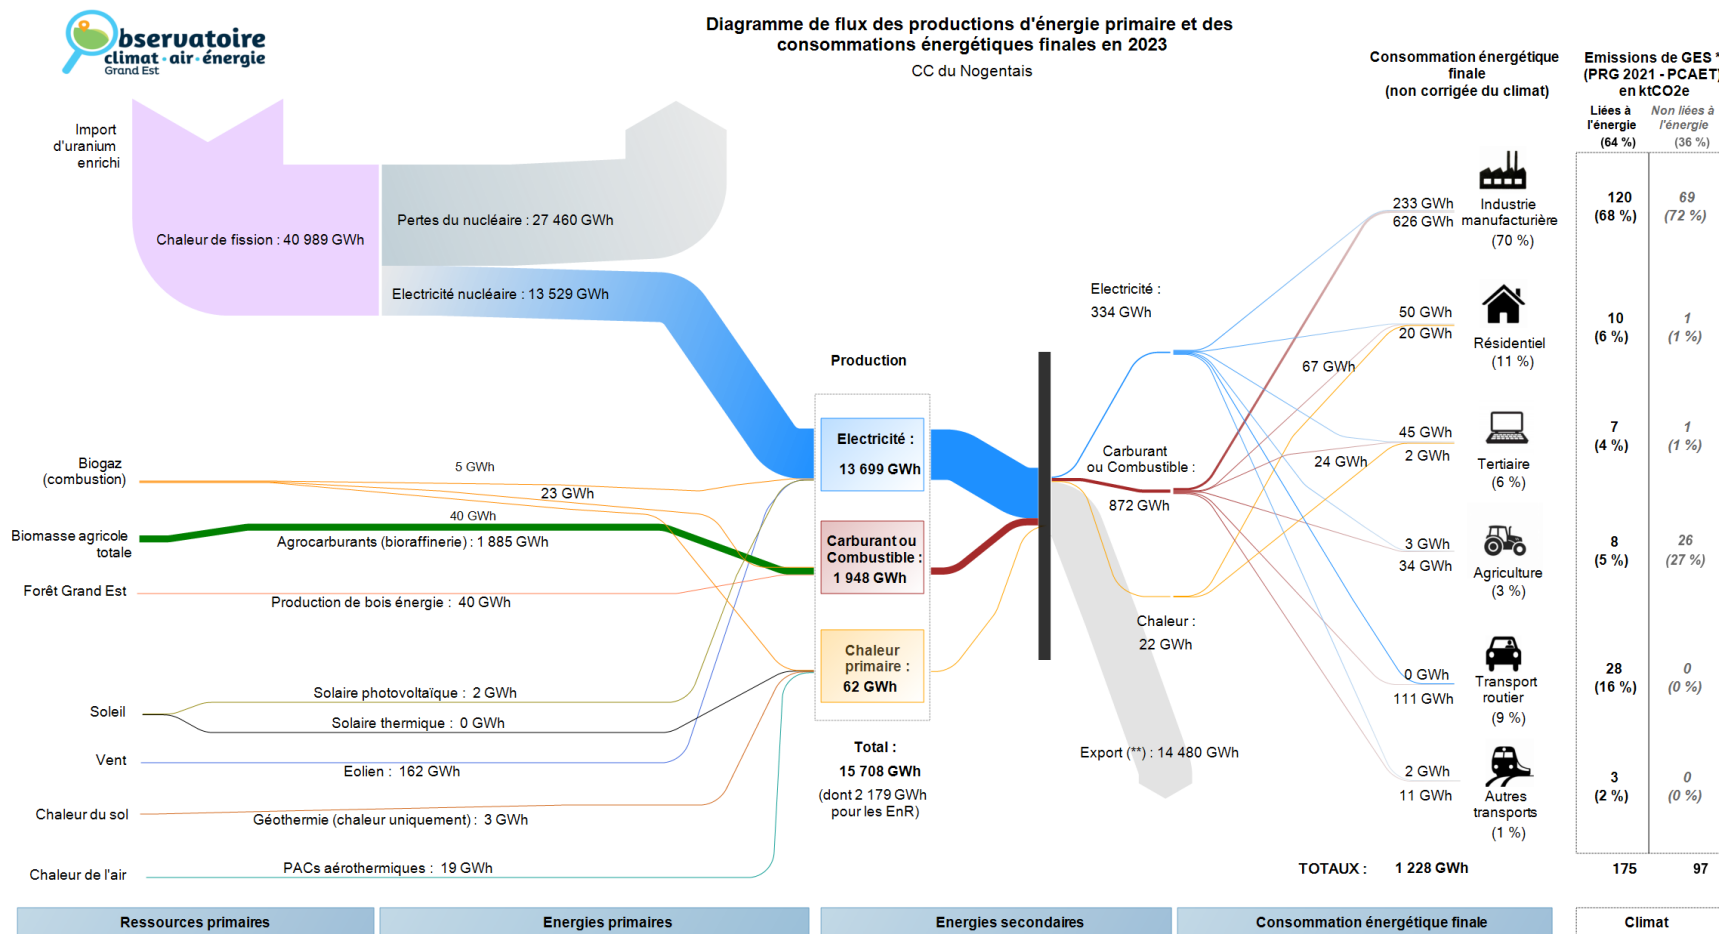 Observatoire
climat · air · énergie
Grand Est
Diagramme de flux des productions d'énergie primaire et des
consommations énergétiques finales en 2023
CC du Nogentais
Consommation énergétique
finale
(non corrigée du climat)
Emissions de GES *
(PRG 2021 - PCAET)
en ktCO2e
Liées à
l'énergie
(64 %)
Non liées à
l'énergie
(36 %)
Import
d'uranium
enrichi
Chaleur de fission : 40 989 GWh
Pertes du nucléaire : 27 460 GWh
Electricité nucléaire : 13 529 GWh
Biogaz
(combustion)
5 GWh
23 GWh
40 GWh
Biomasse agricole
totale
Agrocarburants (bioraffinerie) : 1 885 GWh
Forêt Grand Est
Production de bois énergie : 40 GWh
Soleil
Solaire photovoltaïque : 2 GWh
Solaire thermique : 0 GWh
Vent
Eolien : 162 GWh
Chaleur du sol
Géothermie (chaleur uniquement) : 3 GWh
Chaleur de l'air
PACs aérothermiques : 19 GWh
Production
Electricité :
13 699 GWh
Carburant ou
Combustible :
1 948 GWh
Chaleur
primaire :
62 GWh
Total :
15 708 GWh
(dont 2 179 GWh
pour les EnR)
Electricité :
334 GWh
Carburant
ou Combustible :
872 GWh
Chaleur :
22 GWh
Export (**) : 14 480 GWh
67 GWh
24 GWh
233 GWh
626 GWh
Industrie
manufacturière
(70 %)
120
(68 %)
69
(72 %)
50 GWh
20 GWh
Résidentiel
(11 %)
10
(6 %)
1
(1 %)
45 GWh
2 GWh
Tertiaire
(6 %)
7
(4 %)
1
(1 %)
3 GWh
34 GWh
Agriculture
(3 %)
8
(5 %)
26
(27 %)
0 GWh
111 GWh
Transport
routier
(9 %)
28
(16 %)
0
(0 %)
2 GWh
11 GWh
Autres
transports
(1 %)
3
(2 %)
0
(0 %)
TOTAUX : 1 228 GWh
175
97
Ressources primaires
Energies primaires
Energies secondaires
Consommation énergétique finale
Climat